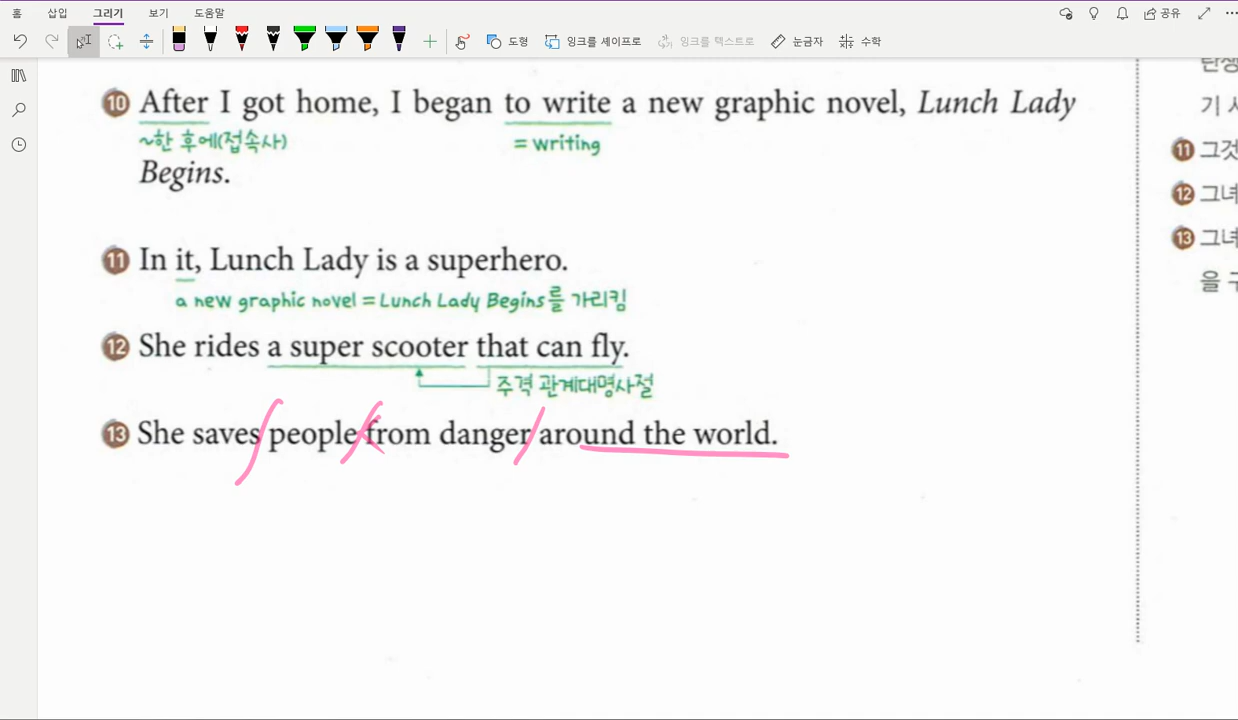 홈 삽입 그리기 보기 도움말 공유
도형 잉크를 셰이프로 잉크를 텍스트로 눈금자 수학
⑩ After I got home, I began to write a new graphic novel, Lunch Lady
~한 후에(접속사) = writing
Begins.
⑪ In it, Lunch Lady is a superhero.
a new graphic novel = Lunch Lady Begins를 가리킴
⑫ She rides a super scooter that can fly.
주격 관계대명사절
⑬ She saves people from danger around the world.
기
⑪ 그것
⑫ 그녀
⑬ 그녀
을